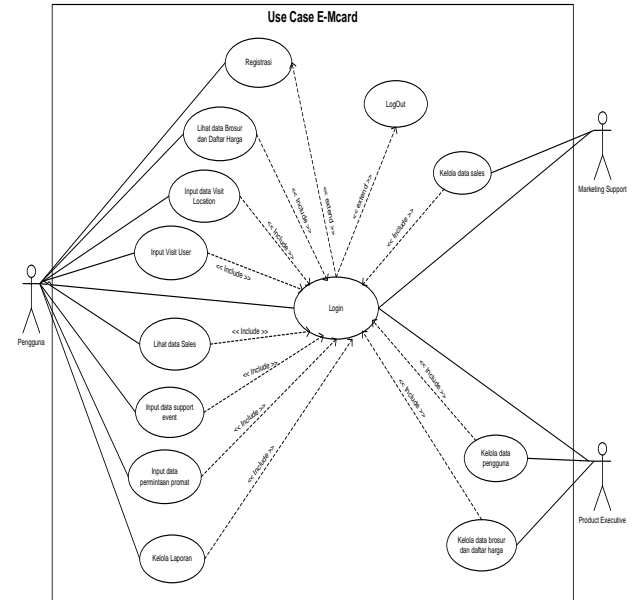 Use Case E-Mcard
Registrasi
LogOut
Lihat data Brosur
dan Daftar Harga
Kelola data sales
Marketing Support
Input data Visit
Location
<< Include >>
<< extend >>
<< extend >>
<< Include >>
<< Include >>
Input Visit User
<< Include >>
Pengguna
Login
Lihat data Sales
<< Include >>
<< Include >>
<< Include >>
<< Include >>
Input data support
event
<< Include >>
<< Include >>
Input data
permintaan promat
Kelola data
pengguna
Product Executive
Kelola Laporan
Kelola data brosur
dan daftar harga